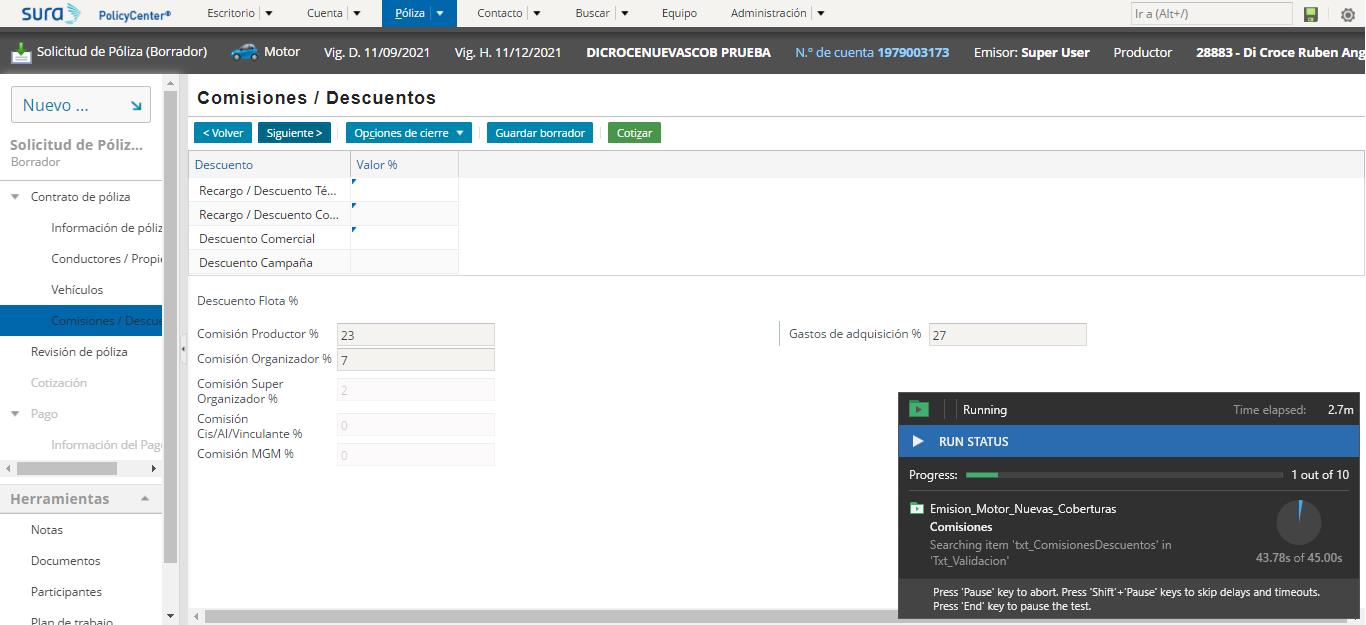 sura PolicyCenter® Escritorio Cuenta Póliza Contacto Buscar Equipo Administración Ir a (Alt+/)
Solicitud de Póliza (Borrador) Motor Vig. D. 11/09/2021 Vig. H. 11/12/2021 DICROCENUEVASCOB PRUEBA N.º de cuenta 1979003173 Emisor: Super User Productor 28883 - Di Croce Ruben Ang
Nuevo ...
Solicitud de Póliz...
Borrador
Contrato de póliza
Información de póliz
Conductores / Propi
Vehículos
Comisiones / Descue
Revisión de póliza
Cotización
Pago
Información del Pag
Herramientas
Notas
Documentos
Participantes
Plan de trabajo
Comisiones / Descuentos
< Volver Siguiente > Opciones de cierre Guardar borrador Cotizar
Descuento Valor %
Recargo / Descuento Té...
Recargo / Descuento Co...
Descuento Comercial
Descuento Campaña
Descuento Flota %
Comisión Productor % 23 Gastos de adquisición % 27
Comisión Organizador % 7
Comisión Super
Organizador % 2
Comisión
Cis/Al/Vinculante % 0
Comisión MGM % 0
Running Time elapsed: 2.7m
RUN STATUS
Progress: 1 out of 10
Emision_Motor_Nuevas_Coberturas
Comisiones
Searching item 'txt_ComisionesDescuentos' in
'Txt_Validacion'
43.78s of 45.00s
Press 'Pause' key to abort. Press 'Shift'+'Pause' keys to skip delays and timeouts.
Press 'End' key to pause the test.